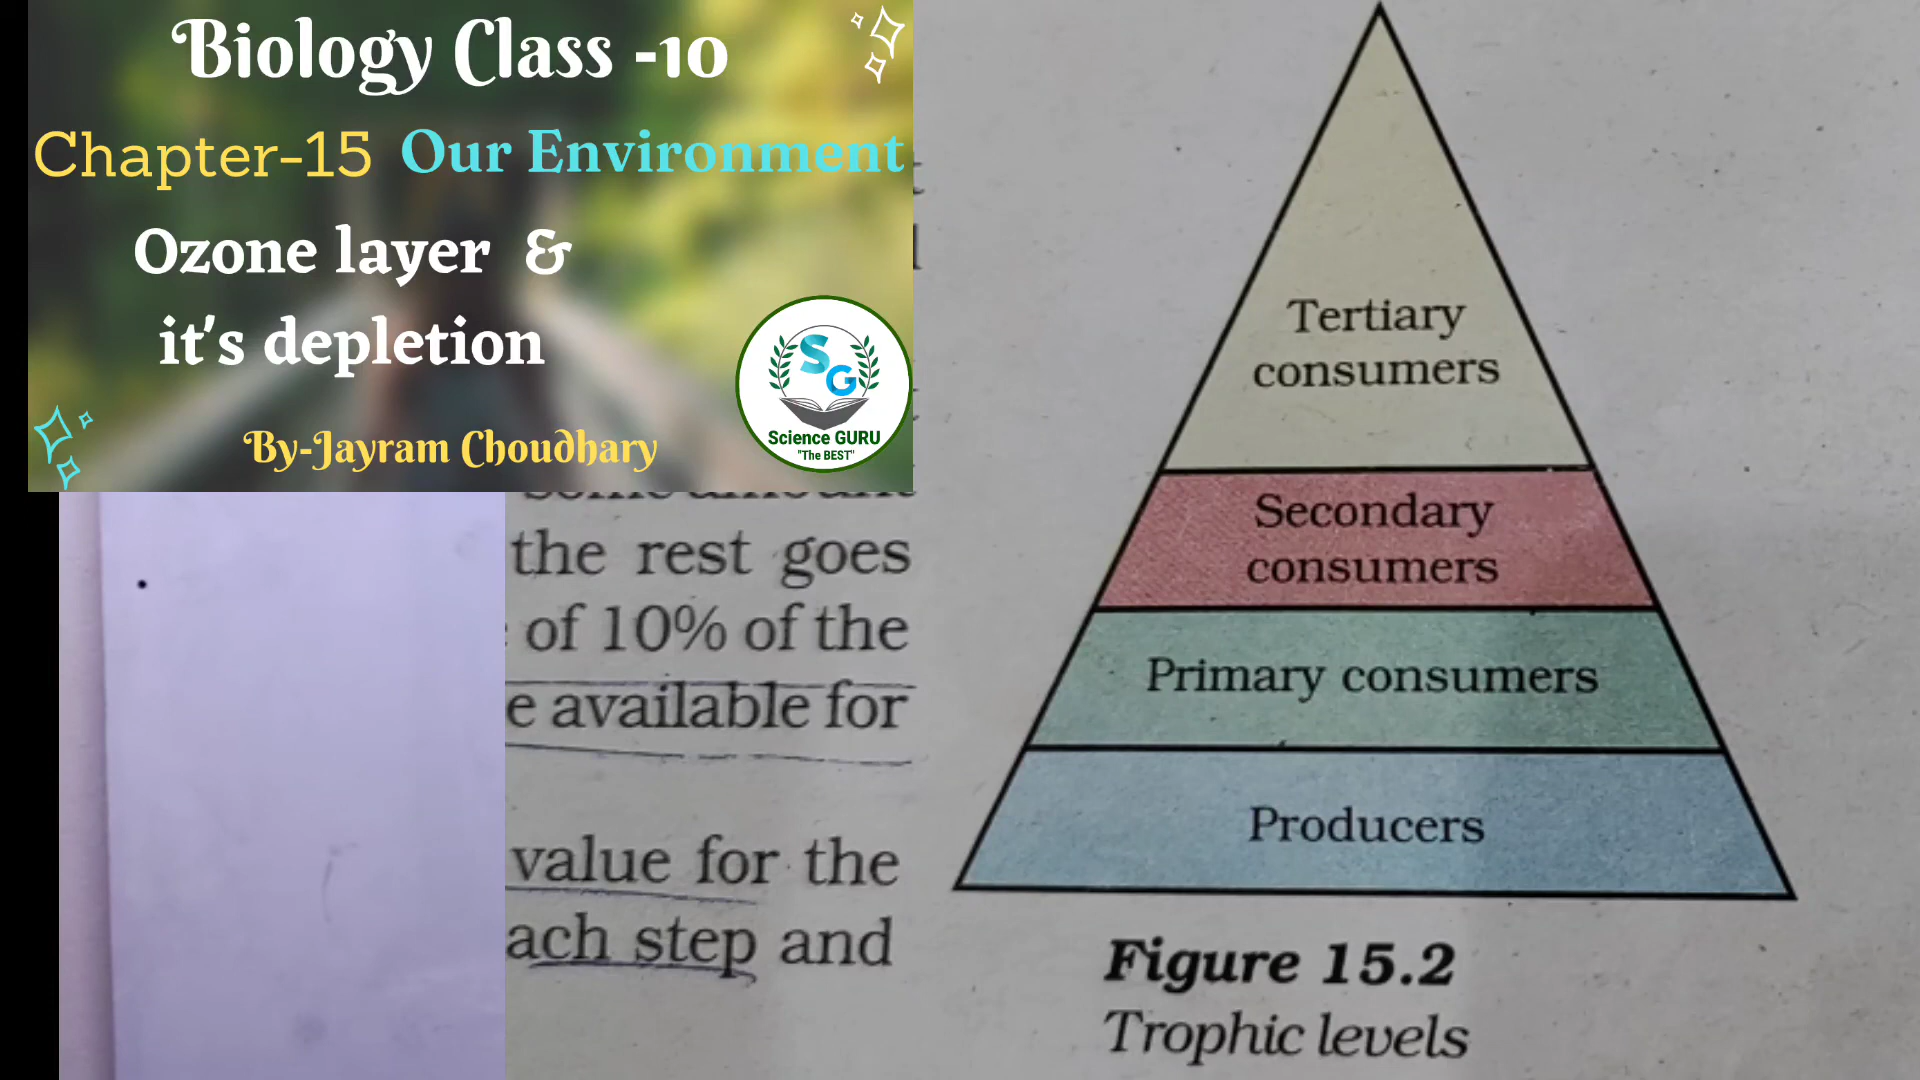 Biology Class -10
Chapter-15 Our Environment
Ozone layer &
it's depletion
By-Jayram Choudhary
SG
Science GURU
"The BEST"
the rest goes
of 10% of the
available for
value for the
step and
Tertiary
consumers
Secondary
consumers
Primary consumers
Producers
Figure 15.2
Trophic levels